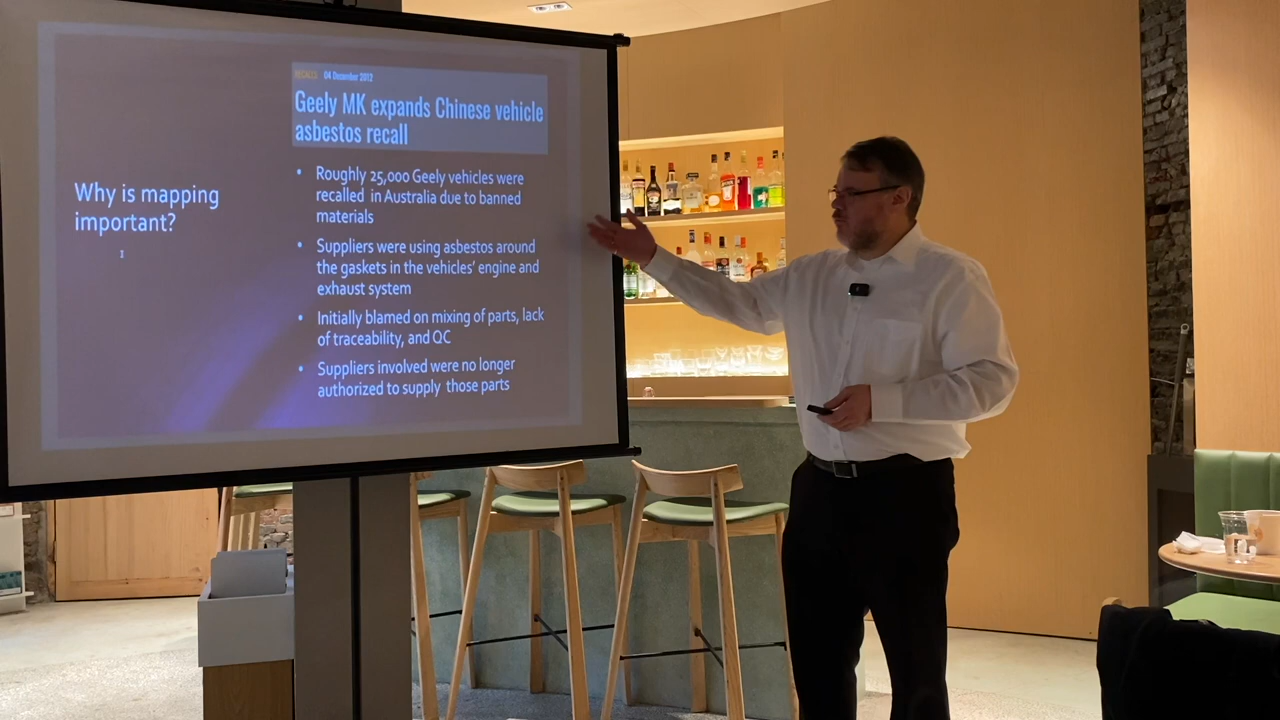 Why is mapping
important?
RECALLS 04 December 2012
Geely MK expands Chinese vehicle
asbestos recall
• Roughly 25,000 Geely vehicles were
recalled in Australia due to banned
materials
• Suppliers were using asbestos around
the gaskets in the vehicles' engine and
exhaust system
• Initially blamed on mixing of parts, lack
of traceability, and QC
• Suppliers involved were no longer
authorized to supply those parts